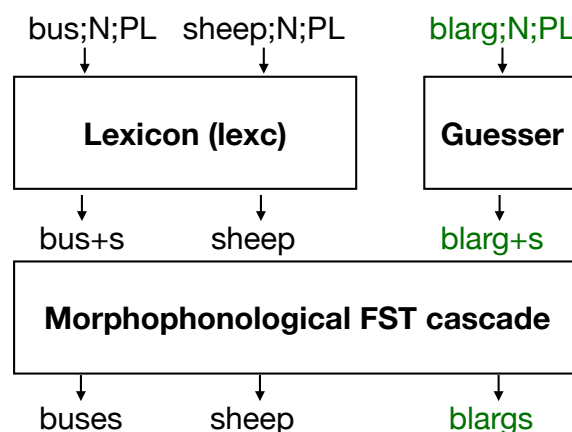 bus;N;PL sheep;N;PL blarg;N;PL
Lexicon (lexc) Guesser
bus+s sheep blarg+s
Morphophonological FST cascade
buses sheep blargs